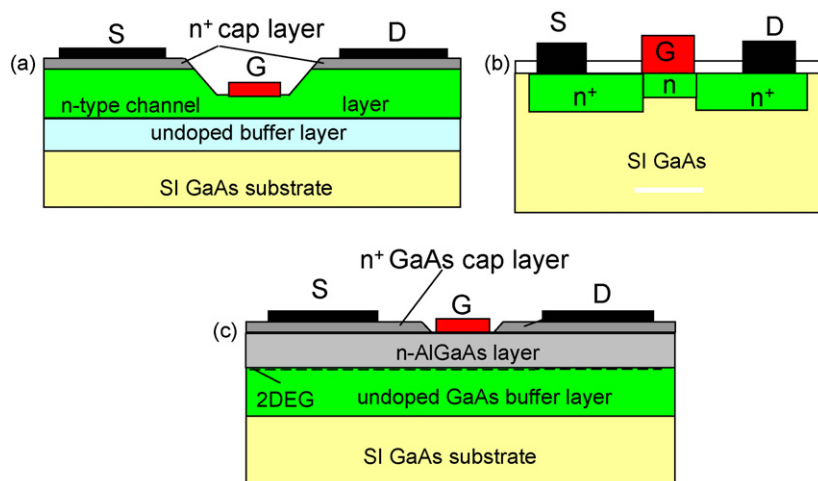 n+ cap layer
(a)
S
D
G
n-type channel layer
undoped buffer layer
SI GaAs substrate
(b)
S
G
D
n+
n
n+
SI GaAs
n+ GaAs cap layer
(c)
S
G
D
n-AlGaAs layer
2DEG
undoped GaAs buffer layer
SI GaAs substrate